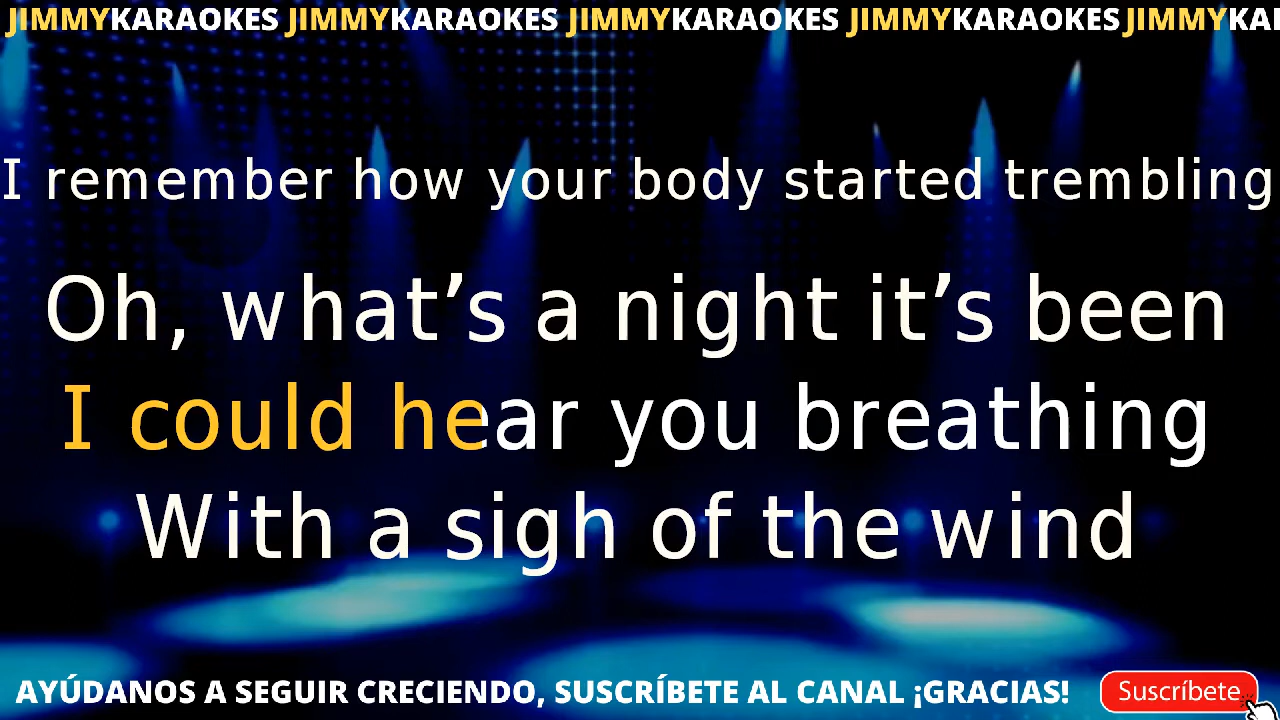 JIMMYKARAOKES JIMMYKARAOKES JIMMYKARAOKES JIMMYKARAOKES JIMMYKAI
I remember how your body started trembling
Oh, what’s a night it’s been
I could hear you breathing
With a sigh of the wind
AYÚDANOS A SEGUIR CRECIENDO, SUSCRÍBETE AL CANAL ¡GRACIAS!
Suscríbete